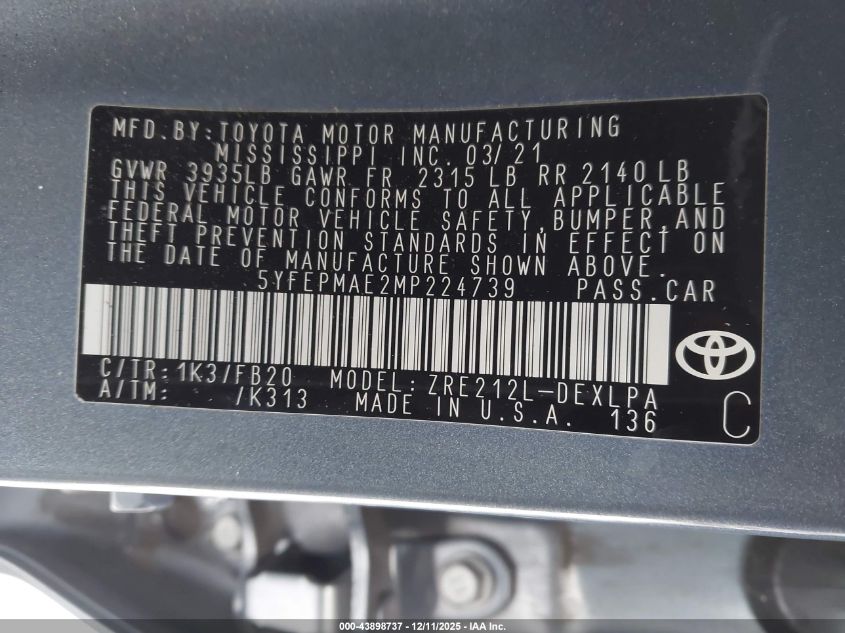 MFD.BY:TOYOTA MOTOR MANUFACTURING
MISSISSIPPI INC. 03/21
GVWR 3935LB GAWR FR 2315 LB RR 2140 LB
THIS VEHICLE CONFORMS TO ALL APPLICABLE
FEDERAL MOTOR VEHICLE SAFETY,BUMPER,AND
THEFT PREVENTION STANDARDS IN EFFECT ON
THE DATE OF MANUFACTURE SHOWN ABOVE.
5YFEPMAE2MP224739 PASS.CAR
C/TR:1K3/FB20 MODEL:ZRE212L-DEXLPA
A/TM: /K313 MADE IN U.S.A. 136 C
000-43898737 - 12/11/2025 - IAA, Inc.